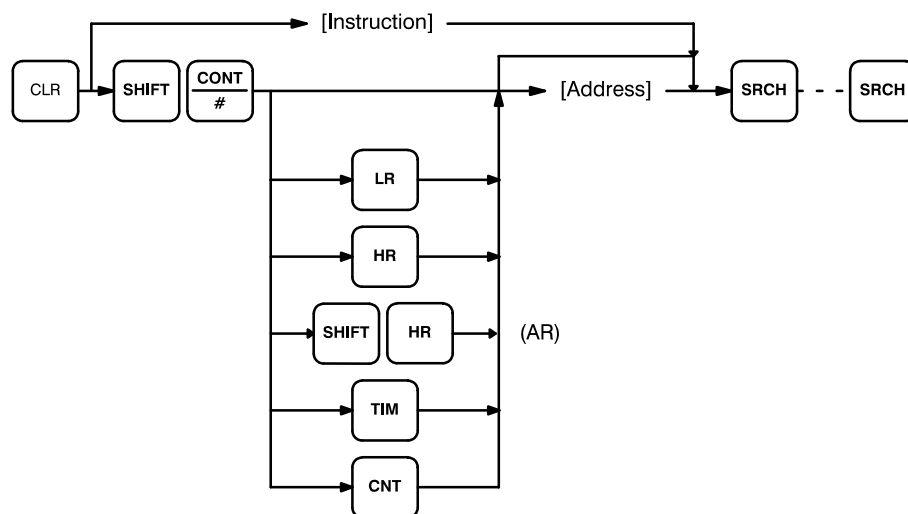 [Instruction]
CLR SHIFT CONT
#
[Address] SRCH SRCH
LR
HR
SHIFT HR (AR)
TIM
CNT